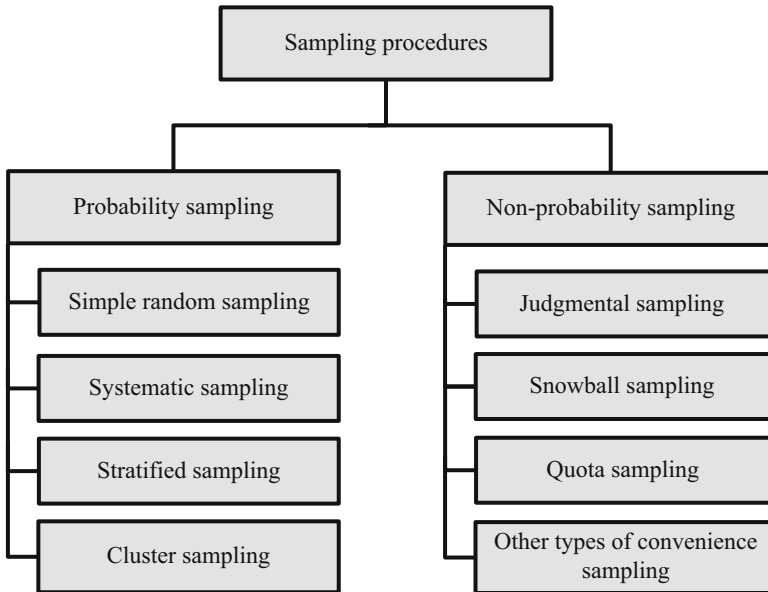 Sampling procedures
Probability sampling
Simple random sampling
Systematic sampling
Stratified sampling
Cluster sampling
Non-probability sampling
Judgmental sampling
Snowball sampling
Quota sampling
Other types of convenience
sampling